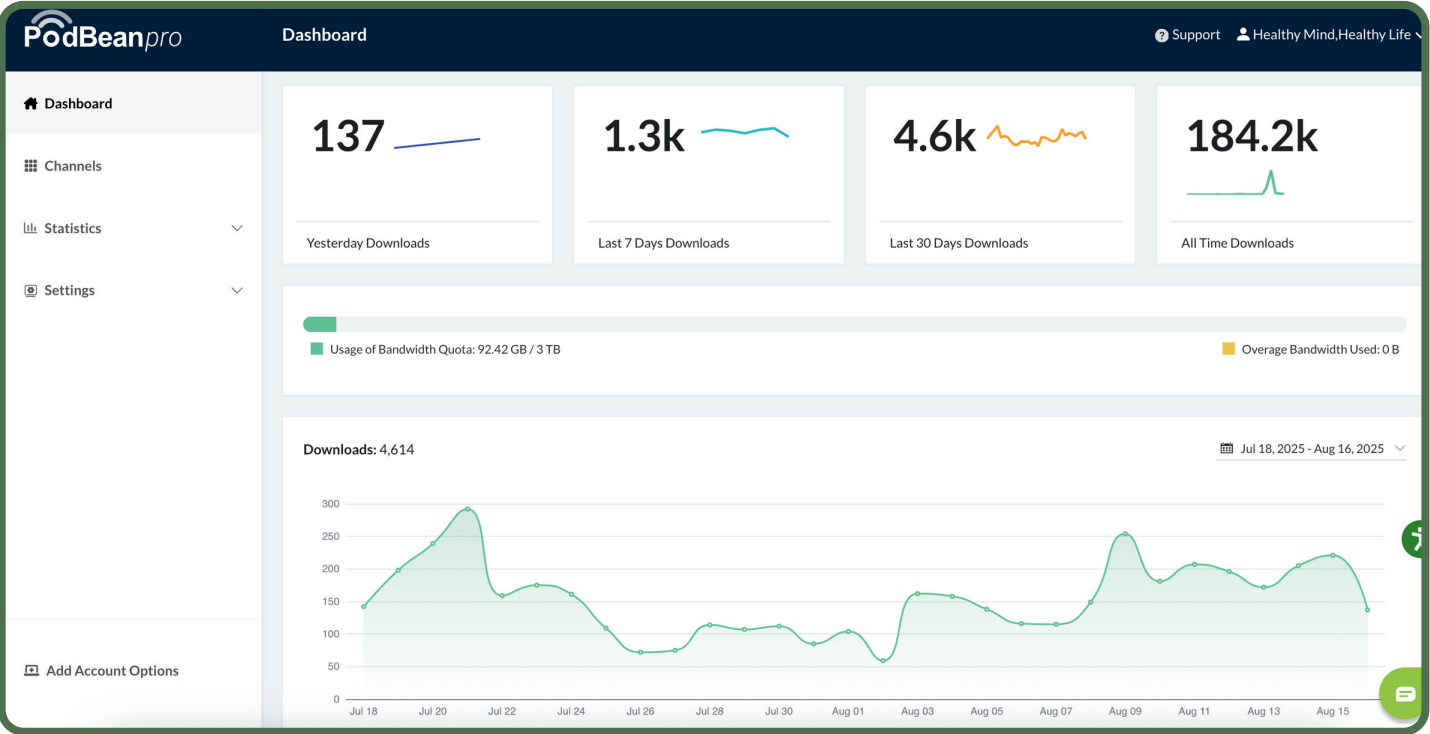 PodBeanpro
Dashboard
Support
Healthy Mind,Healthy Life
Dashboard
Channels
Statistics
Settings
Add Account Options
137
Yesterday Downloads
1.3k
Last 7 Days Downloads
4.6k
Last 30 Days Downloads
184.2k
All Time Downloads
Usage of Bandwidth Quota: 92.42 GB / 3 TB
Overage Bandwidth Used: 0 B
Downloads: 4,614
Jul 18, 2025 - Aug 16, 2025
300
250
200
150
100
50
0
Jul 18 Jul 20 Jul 22 Jul 24 Jul 26 Jul 28 Jul 30 Aug 01 Aug 03 Aug 05 Aug 07 Aug 09 Aug 11 Aug 13 Aug 15